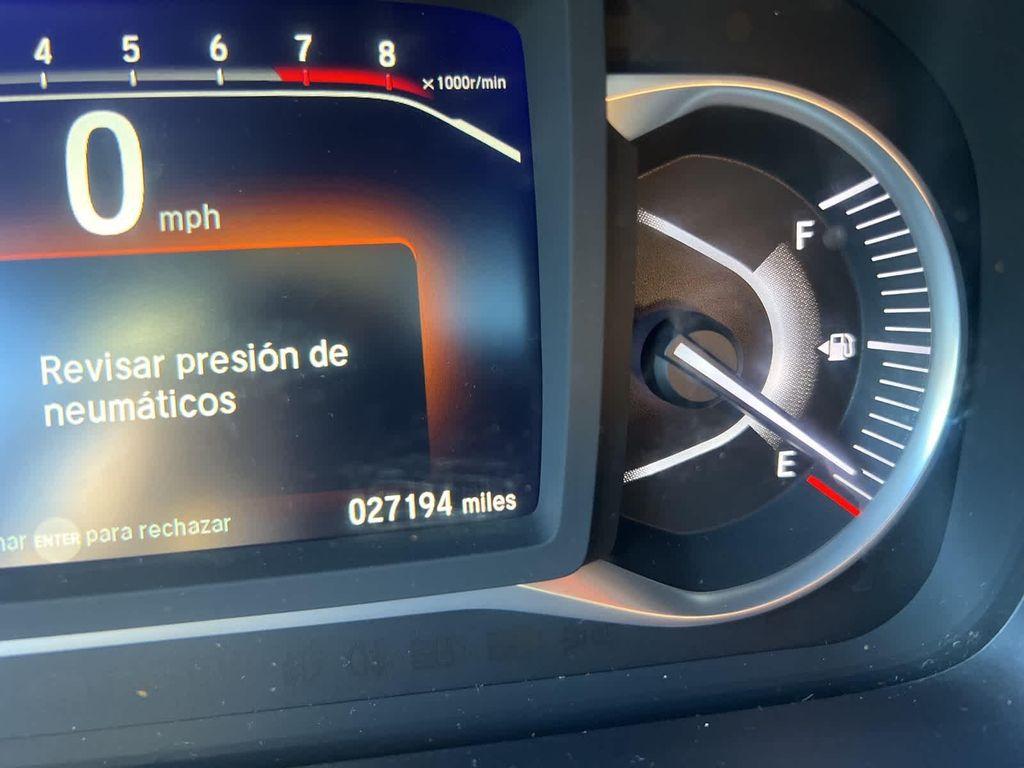 4 5 6 7 8
×1000r/min
0 mph
Revisar presión de
neumáticos
027194 miles
ENTER para rechazar
F
E